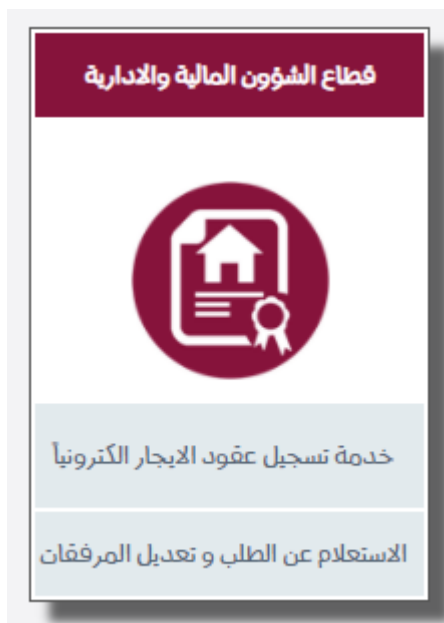 قطاع الشؤون المالية والادارية
خدمة تسجيل عقود الايجار الكترونياً
الاستعلام عن الطلب و تعديل المرفقات